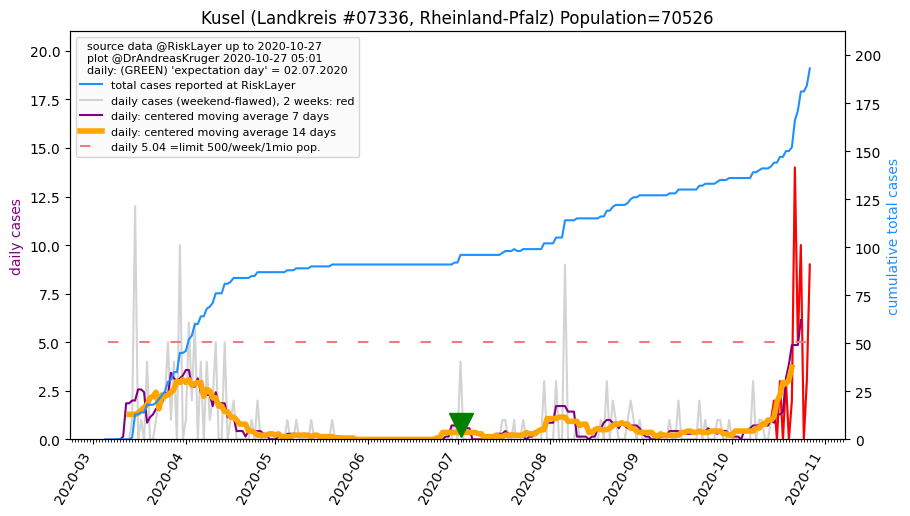 Kusel (Landkreis #07336, Rheinland-Pfalz) Population=70526
source data @RiskLayer up to 2020-10-27
plot @DrAndreasKruger 2020-10-27 05:01
daily: (GREEN) 'expectation day' = 02.07.2020
total cases reported at RiskLayer
daily cases (weekend-flawed), 2 weeks: red
daily: centered moving average 7 days
daily: centered moving average 14 days
daily 5.04 =limit 500/week/1mio pop.
daily cases
20.0
17.5
15.0
12.5
10.0
7.5
5.0
2.5
0.0
cumulative total cases
200
175
150
125
100
75
50
25
0
2020-03
2020-04
2020-05
2020-06
2020-07
2020-08
2020-09
2020-10
2020-11